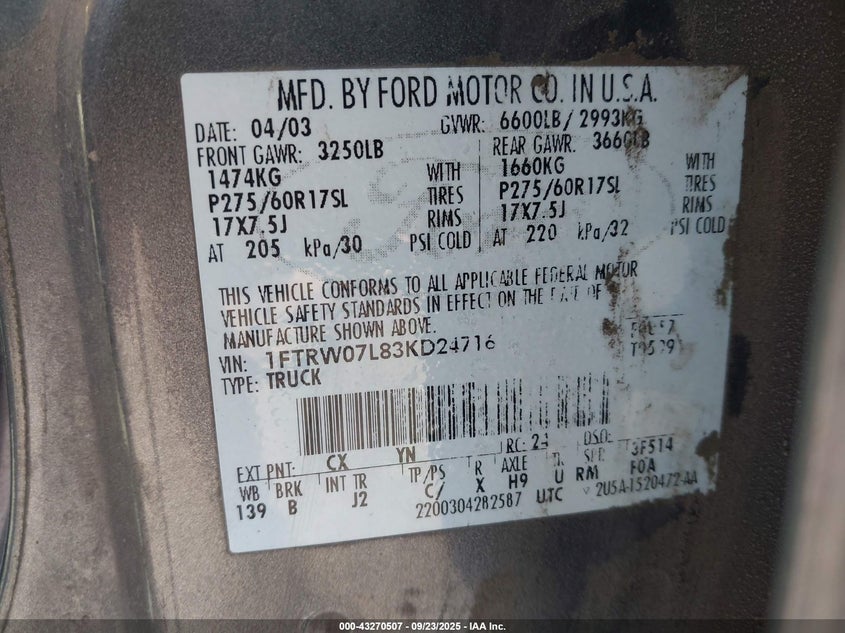 MFD. BY FORD MOTOR CO. IN U.S.A.
DATE: 04/03 GVWR: 6600LB/ 2993KG
FRONT GAWR: 3250LB REAR GAWR: 3660LB
1474KG WITH 1660KG WITH
P275/60R17SL TIRES P275/60R17SL TIRES
17X7.5J RIMS 17X7.5J RIMS
AT 205 kPa/30 PSI COLD AT 220 kPa/32 PSI COLD
THIS VEHICLE CONFORMS TO ALL APPLICABLE FEDERAL MOTOR
VEHICLE SAFETY STANDARDS IN EFFECT ON THE DATE OF
MANUFACTURE SHOWN ABOVE.
VIN: 1FTRW07L83KD24716
TYPE: TRUCK
EXT PNT: CX YN RC: 24 DSO:
WB BRK INT TR TP/PS R AXLE TR SPR 3F514
139 B J2 C/ X H9 U RM F0A
2200304282587 UTC 2U5A-1520472-AA
000-43270507 - 09/23/2025 - IAA Inc.